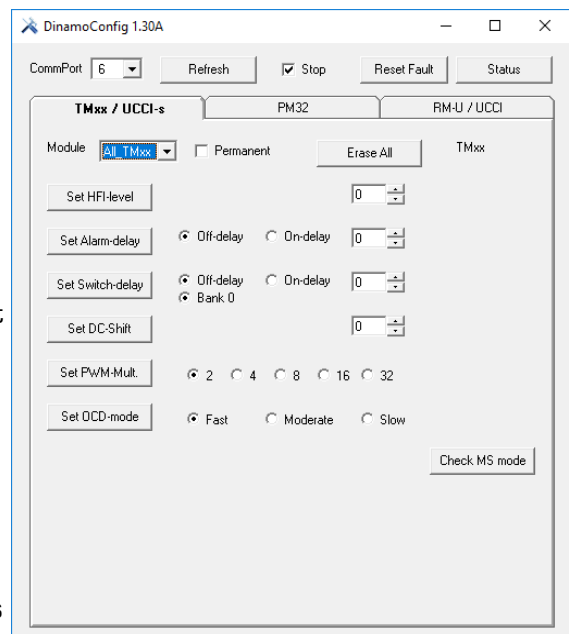 DinamoConfig 1.30A
CommPort 6 Refresh Stop Reset Fault Status
TMxx / UCCI-s PM32 RM-U / UCCI
Module All_TMxx Permanent Erase All TMxx
Set HFI-level 0
Set Alarm-delay Off-delay On-delay 0
Set Switch-delay Off-delay On-delay 0
Bank 0
Set DC-Shift 0
Set PWM-Mult. 2 4 8 16 32
Set OCD-mode Fast Moderate Slow
Check MS mode